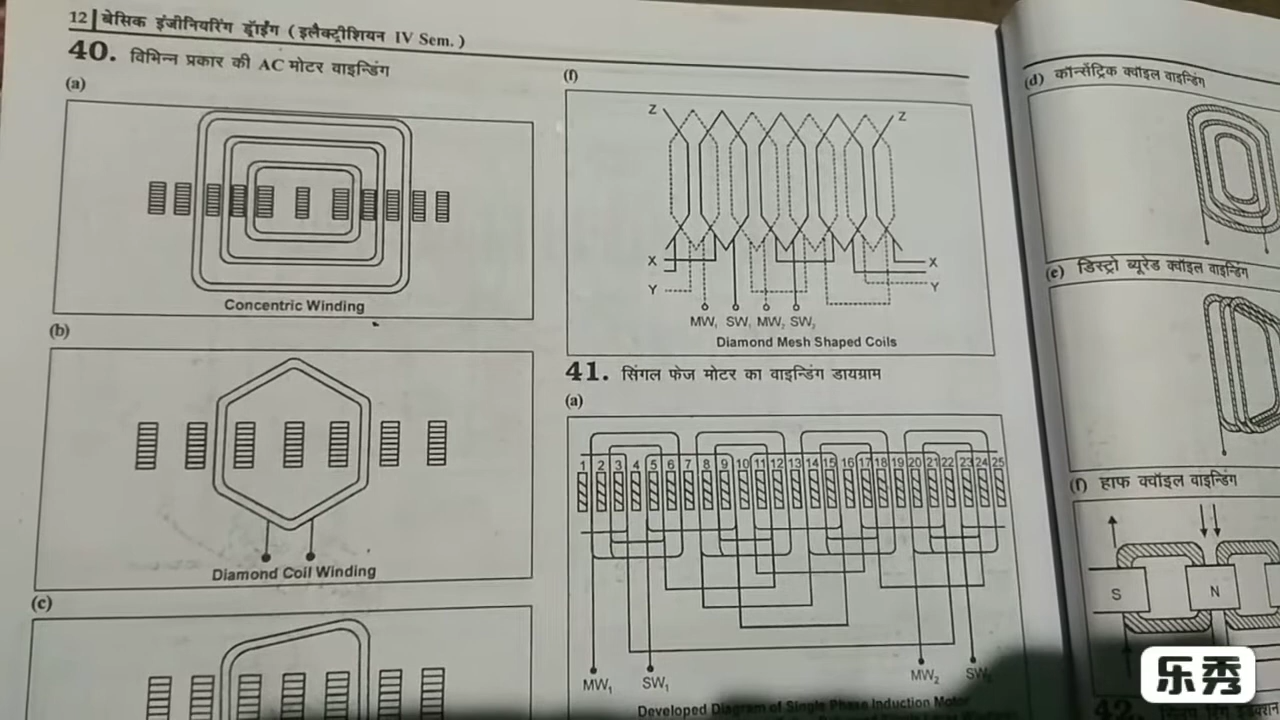 12 बेसिक इंजीनियरिंग ड्रॉईंग ( इलैक्ट्रीशियन IV Sem. )
40. विभिन्न प्रकार की AC मोटर वाइन्डिंग
(a)
Concentric Winding
(b)
Diamond Coil Winding
(c)
(f)
Z Z
X X
Y Y
MW₁ SW₁ MW₂ SW₂
Diamond Mesh Shaped Coils
41. सिंगल फेज मोटर का वाइन्डिंग डायग्राम
(a)
1 2 3 4 5 6 7 8 9 10 11 12 13 14 15 16 17 18 19 20 21 22 23 24 25
MW₁ SW₁ MW₂ SW
Developed Diagram of Single Phase Induction Motor
(d) कॉन्सेंट्रिक क्वॉइल वाइन्डिंग
(e) डिस्ट्रो ब्यूरेड क्वॉइल वाइन्डिंग
(f) हाफ क्वॉइल वाइन्डिंग
S N
42.
乐秀